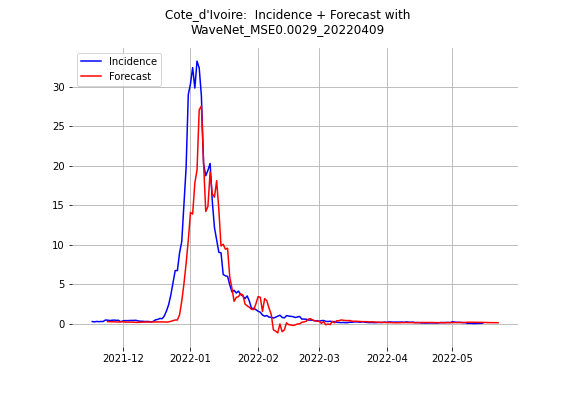 Cote_d'Ivoire:  Incidence + Forecast with
WaveNet_MSE0.0029_20220409
Incidence
Forecast
30
25
20
15
10
5
0
2021-12 2022-01 2022-02 2022-03 2022-04 2022-05